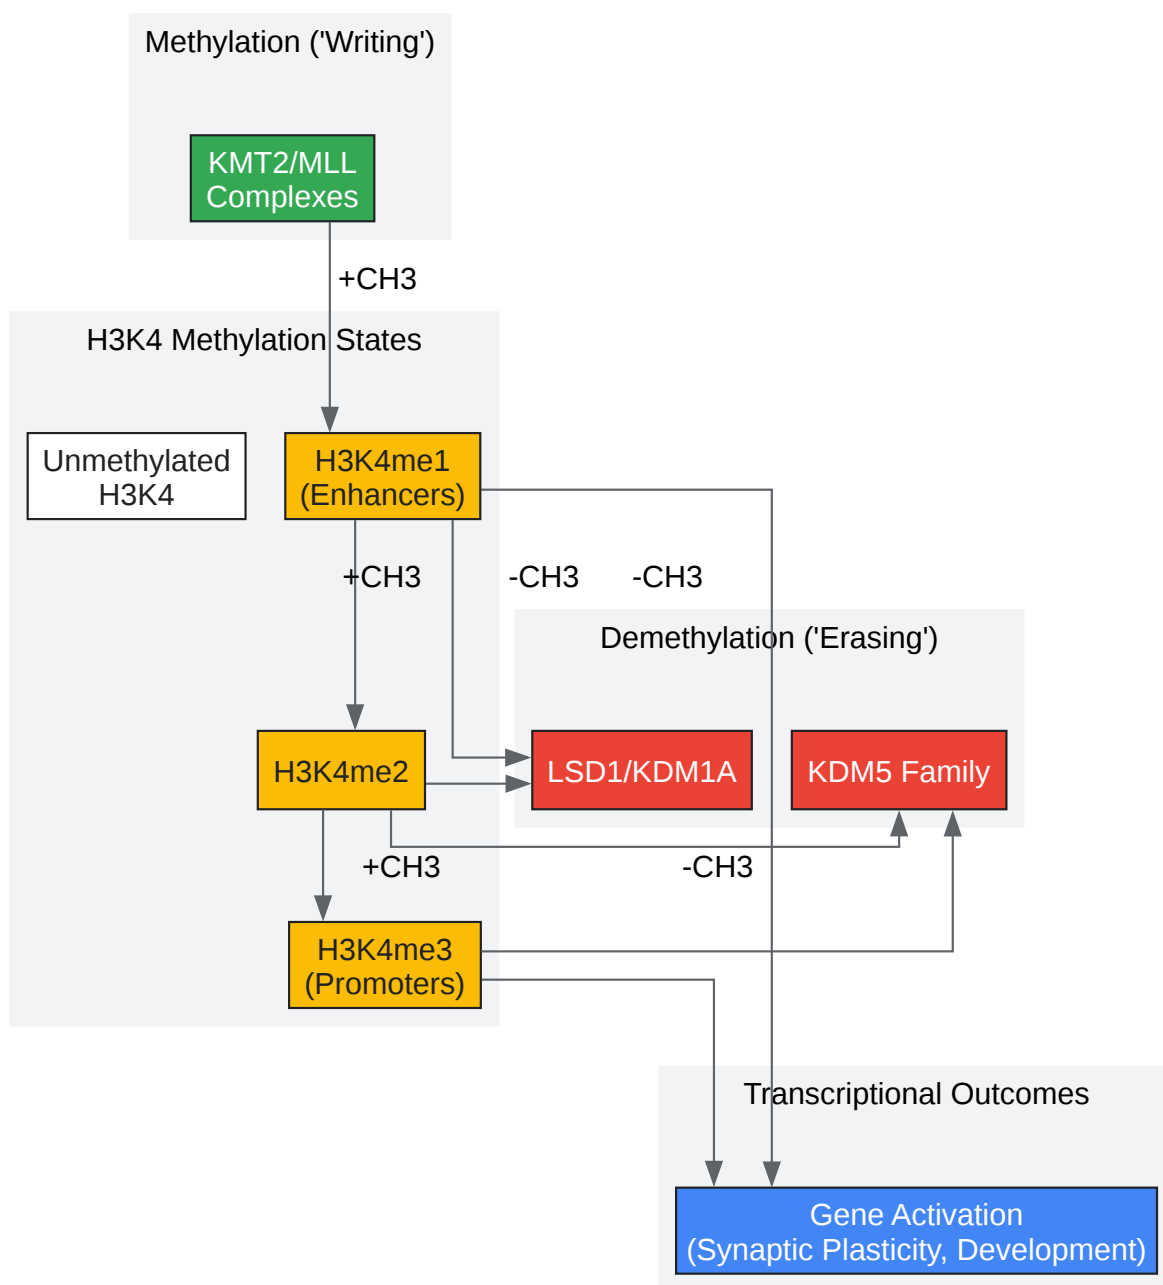 Methylation ('Writing')
KMT2/MLL
Complexes
+CH3
H3K4 Methylation States
Unmethylated
H3K4
H3K4me1
(Enhancers)
+CH3
-CH3
-CH3
Demethylation ('Erasing')
H3K4me2
LSD1/KDM1A
KDM5 Family
+CH3
-CH3
H3K4me3
(Promoters)
Transcriptional Outcomes
Gene Activation
(Synaptic Plasticity, Development)